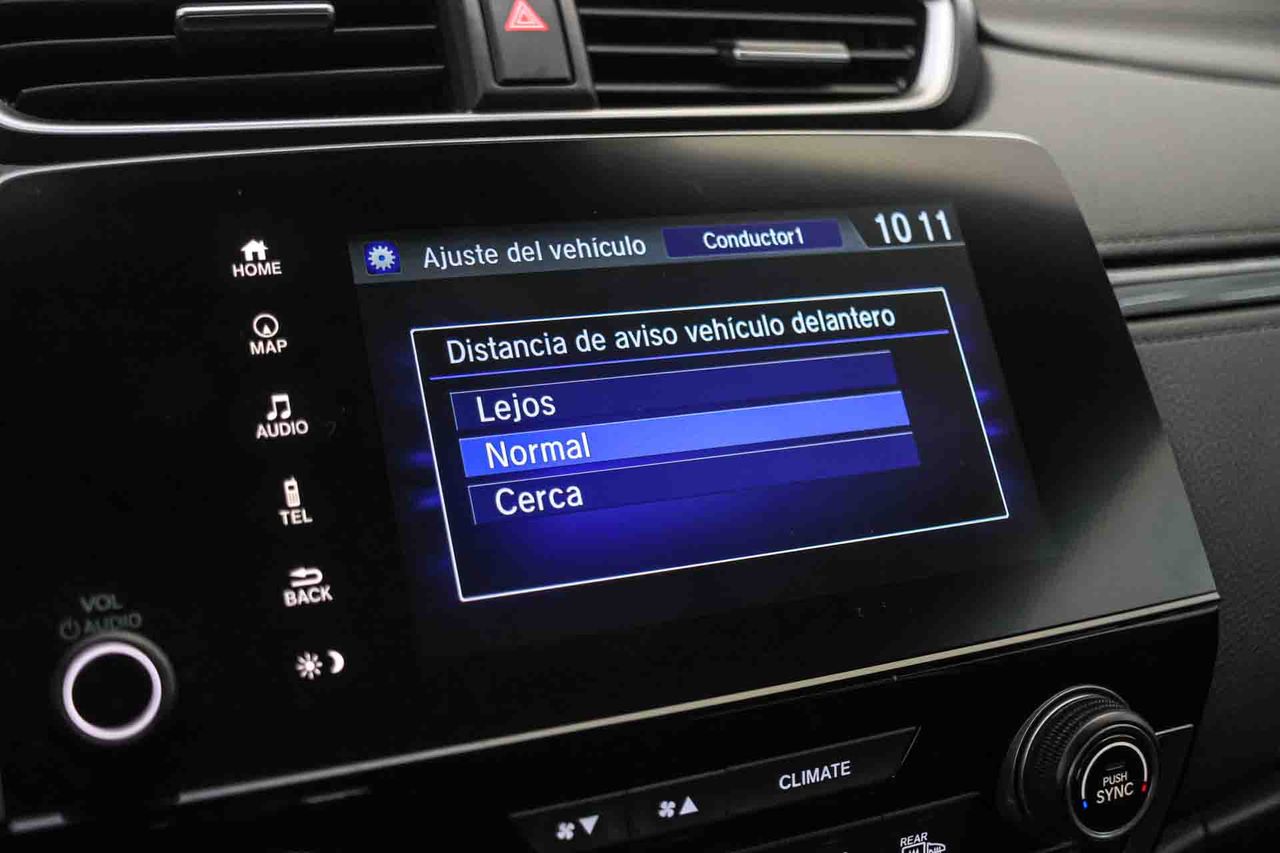 Ajuste del vehículo
Conductor1
10 11
HOME
Distancia de aviso vehículo delantero
MAP
Lejos
AUDIO
Normal
Cerca
TEL
BACK
VOL
AUDIO
CLIMATE
PUSH
SYNC
REAR